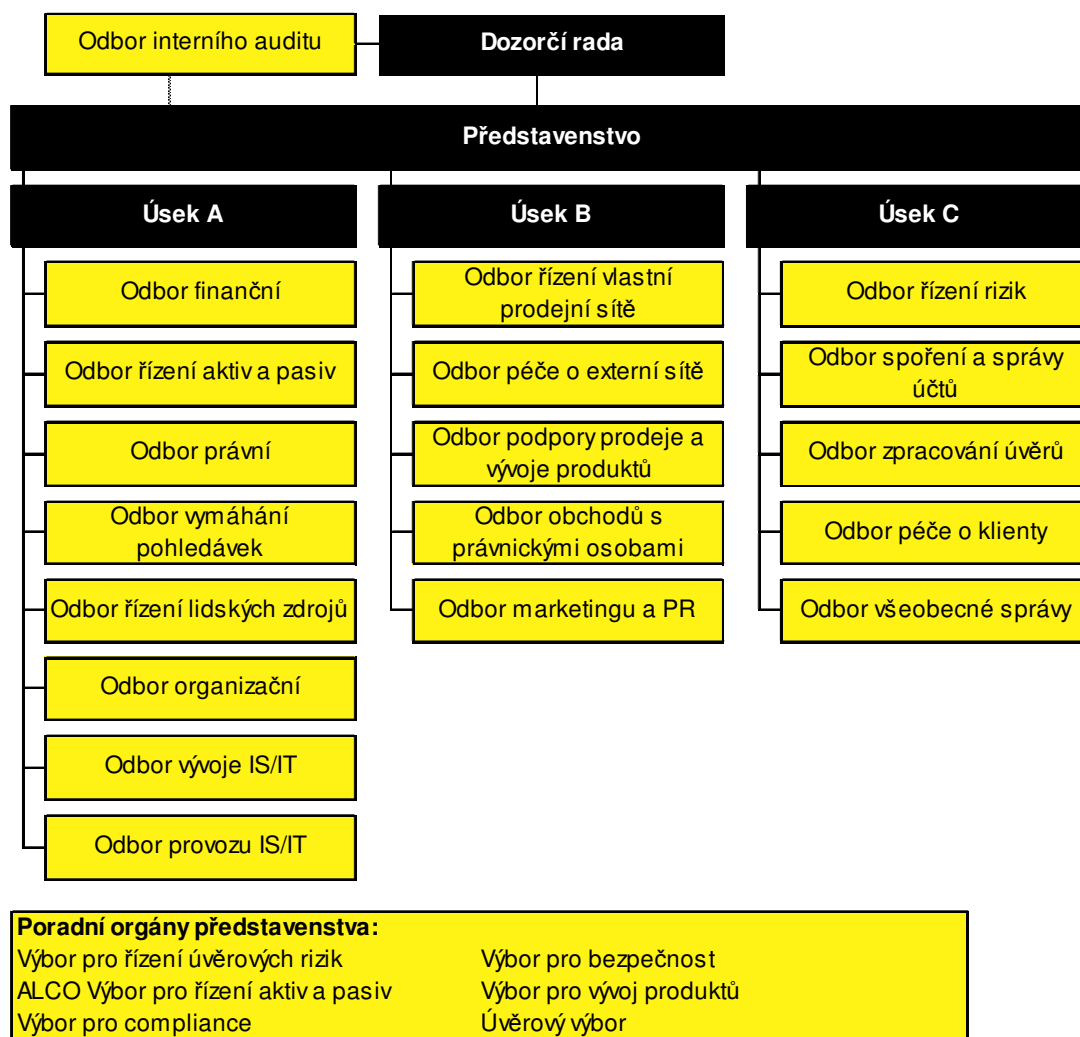 Odbor interního auditu
Dozorčí rada
Představenstvo
Úsek A
Odbor finanční
Odbor řízení aktiv a pasiv
Odbor právní
Odbor vymáhání
pohledávek
Odbor řízení lidských zdrojů
Odbor organizační
Odbor vývoje IS/IT
Odbor provozu IS/IT
Úsek B
Odbor řízení vlastní
prodejní sítě
Odbor péče o externí sítě
Odbor podpory prodeje a
vývoje produktů
Odbor obchodů s
právnickými osobami
Odbor marketingu a PR
Úsek C
Odbor řízení rizik
Odbor spoření a správy
účtů
Odbor zpracování úvěrů
Odbor péče o klienty
Odbor všeobecné správy
Poradní orgány představenstva:
Výbor pro řízení úvěrových rizik
ALCO Výbor pro řízení aktiv a pasiv
Výbor pro compliance
Výbor pro bezpečnost
Výbor pro vývoj produktů
Úvěrový výbor